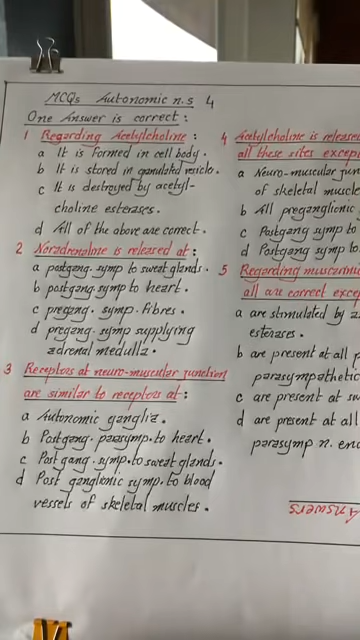 MCQs Autonomic n.s 4
One Answer is correct:
1 Regarding Acetylcholine:
a It is formed in cell body.
b It is stored in granulated vesicle.
c It is destroyed by acetyl-
choline esterases.
d All of the above are correct.
2 Noradrenaline is released at:
a postgang. symp to sweat glands.
b postgang. symp to heart.
c pregang. symp. fibres.
d pregang. symp supplying
adrenal medulla.
3 Receptors at neuro-muscular junction
are similar to receptors at:
a Autonomic ganglia.
b Postgang. parasymp. to heart.
c Post gang. symp. to sweat glands.
d Post ganglionic symp. to blood
vessels of skeletal muscles.
4 Acetylcholine is released
all these sites except
a Neuro-muscular
of skeletal muscle
b All preganglionic
c Postgang symp to
d Postgang symp to
5 Regarding
all are correct
a are stimulated by
esterases.
b are present at all
parasympathetic
c are present at
d are present at all
parasymp n.
Answers